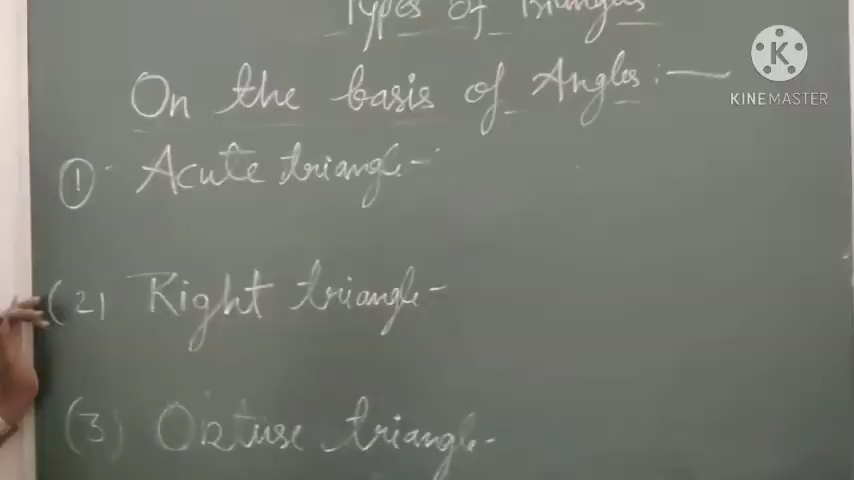 Types of Triangles
On the basis of Angles :—
① Acute triangle-
(2) Right triangle-
(3) Obtuse triangle-
K
KINEMASTER